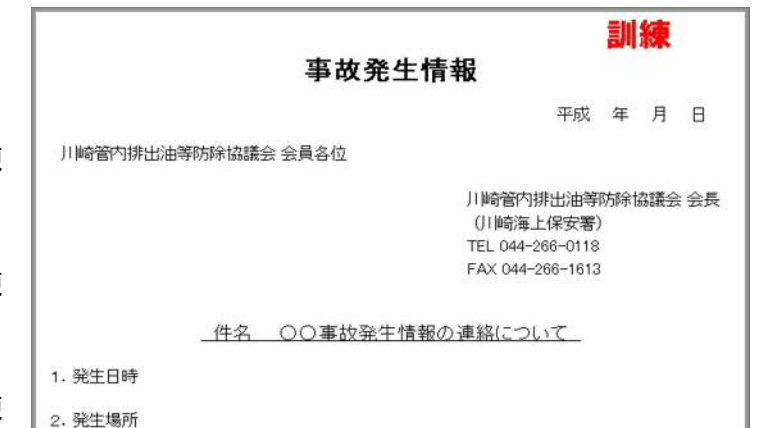 訓練
事故発生情報
平成 年 月 日
川崎管内排出油等防除協議会 会員各位
川崎管内排出油等防除協議会 会長
（川崎海上保安署）
TEL 044-266-0118
FAX 044-266-1613
件名 〇〇事故発生情報の連絡について
1. 発生日時
2. 発生場所